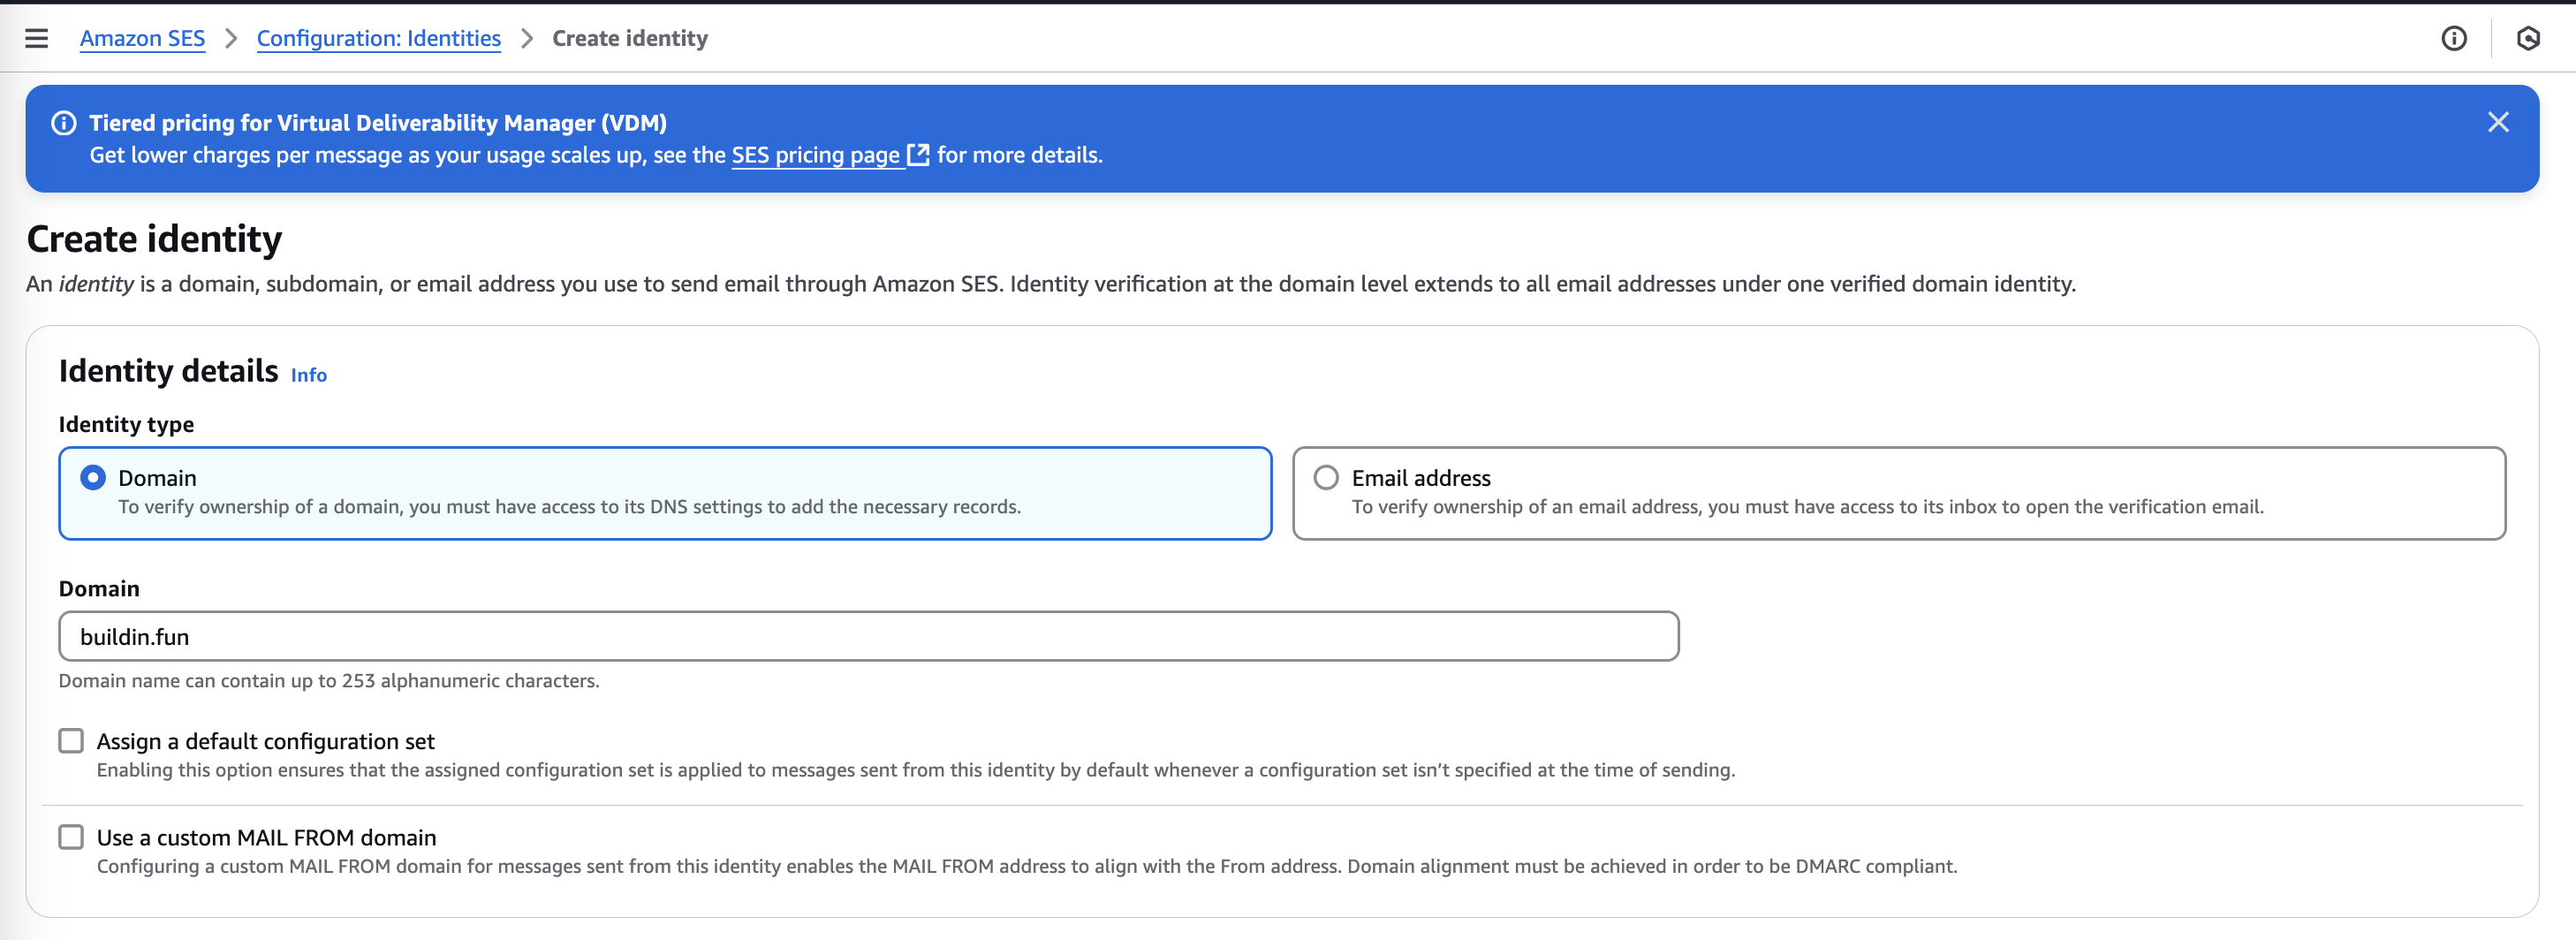 Amazon SES > Configuration: Identities > Create identity
Tiered pricing for Virtual Deliverability Manager (VDM)
Get lower charges per message as your usage scales up, see the SES pricing page for more details.
Create identity
An identity is a domain, subdomain, or email address you use to send email through Amazon SES. Identity verification at the domain level extends to all email addresses under one verified domain identity.
Identity details Info
Identity type
Domain
To verify ownership of a domain, you must have access to its DNS settings to add the necessary records.
Email address
To verify ownership of an email address, you must have access to its inbox to open the verification email.
Domain
buildin.fun
Domain name can contain up to 253 alphanumeric characters.
Assign a default configuration set
Enabling this option ensures that the assigned configuration set is applied to messages sent from this identity by default whenever a configuration set isn’t specified at the time of sending.
Use a custom MAIL FROM domain
Configuring a custom MAIL FROM domain for messages sent from this identity enables the MAIL FROM address to align with the From address. Domain alignment must be achieved in order to be DMARC compliant.